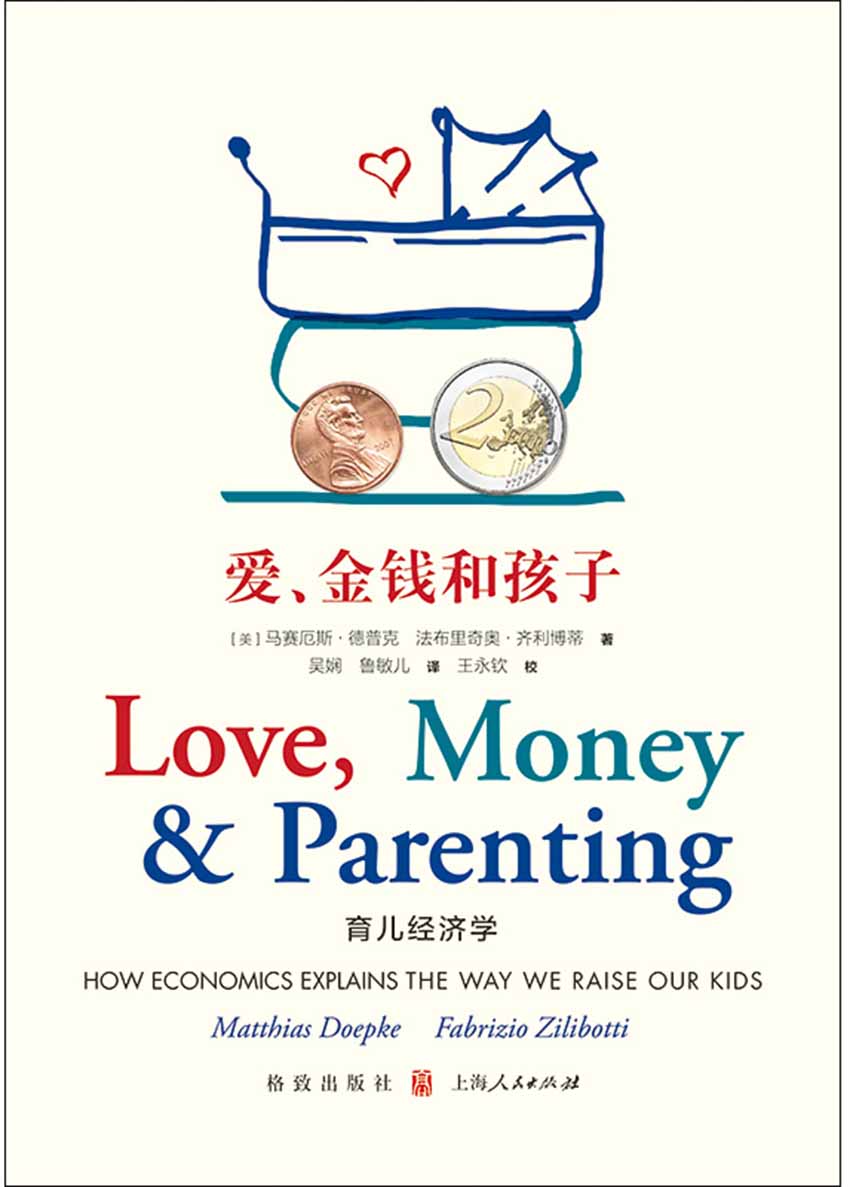 爱、金钱和孩子
[美]马赛厄斯·德普克 法布里奇奥·齐利博蒂 著
吴娴 鲁敏儿 译 王永钦 校
Love, Money
& Parenting
育儿经济学
HOW ECONOMICS EXPLAINS THE WAY WE RAISE OUR KIDS
Matthias Doepke Fabrizio Zilibotti
格致出版社 上海人民出版社